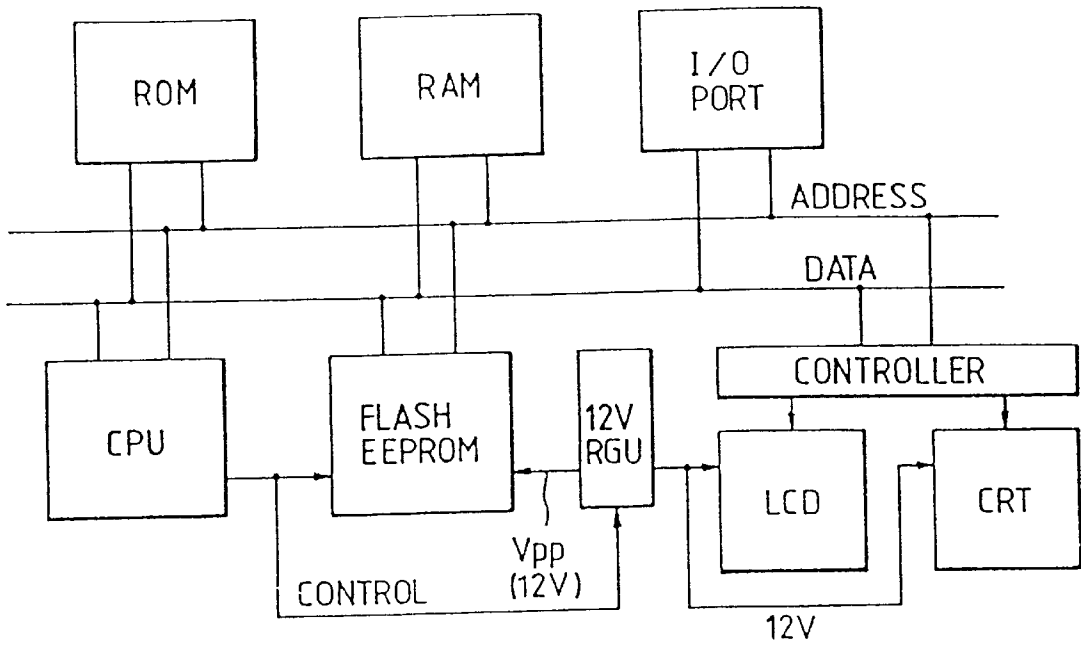 ROM
RAM
I/O
PORT
ADDRESS
DATA
CPU
FLASH
EEPROM
12V
RGU
CONTROLLER
LCD
CRT
Vpp
(12V)
CONTROL
12V